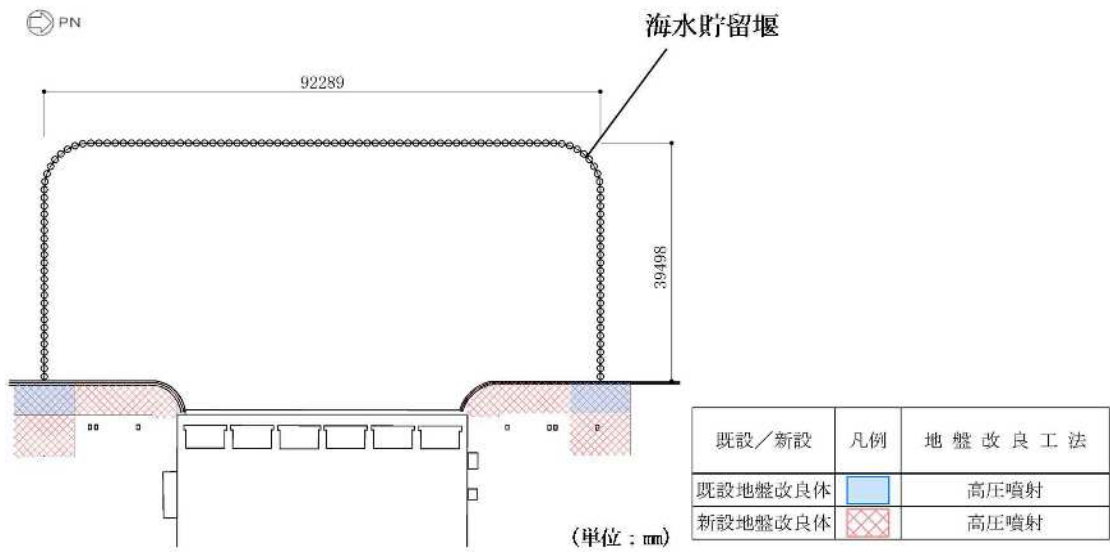 PN
海水貯留堰
92289
39498
既設／新設 凡例 地盤改良工法
既設地盤改良体 高圧噴射
新設地盤改良体 高圧噴射
(単位：mm)